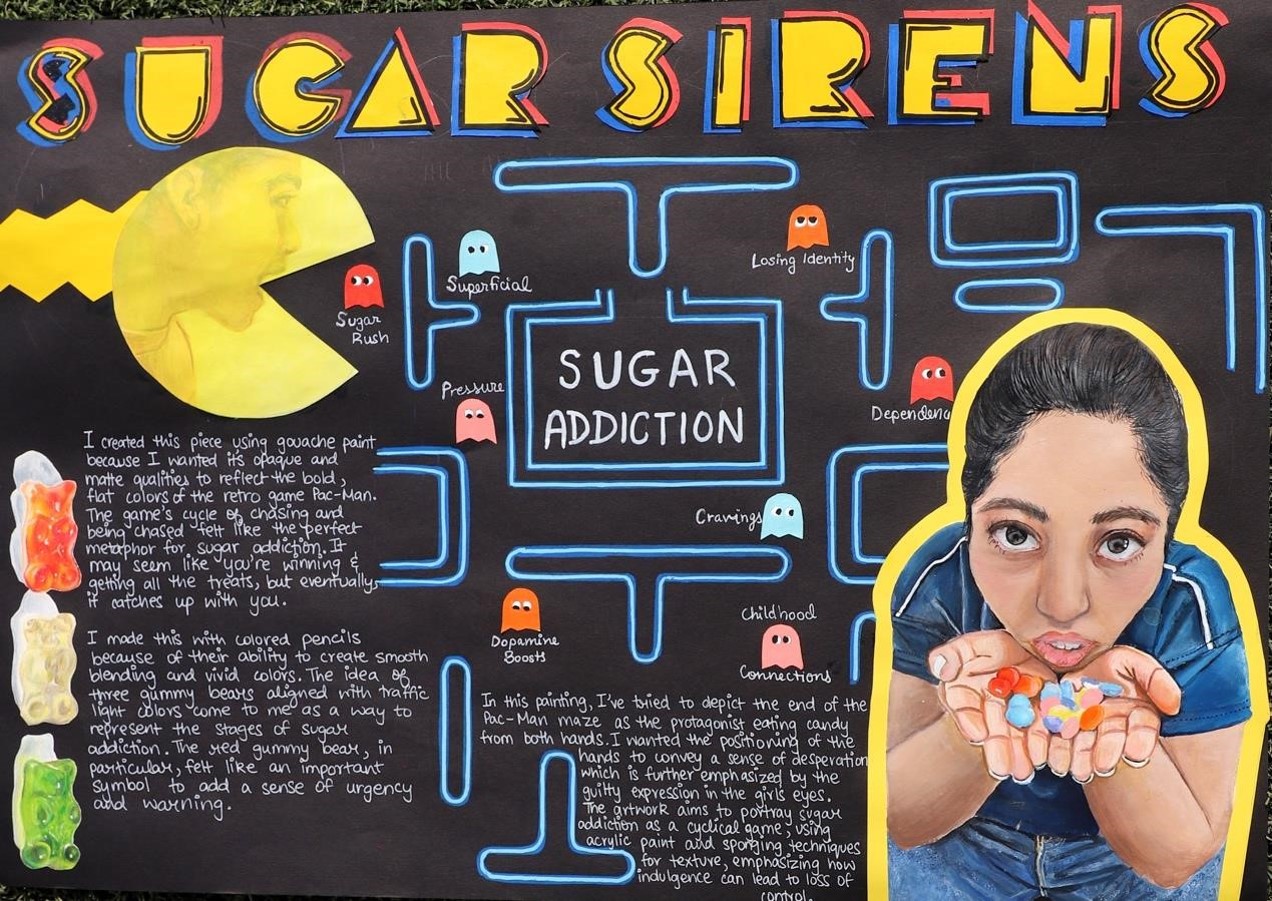 SUGAR SIRENS
Superficial
Losing Identity
Sugar
Rush
SUGAR
ADDICTION
Pressure
Cravings
Dopamine
Boosts
Childhood
Connections
I created this piece using gouache paint
because I wanted it's opaque and
matte qualities to reflect the bold,
flat colors of the retro game Pac-Man.
The game's cycle of chasing and
being chased felt like the perfect
metaphor for sugar addiction. It
may seem like you're winning &
getting all the treats, but eventually
it catches up with you.
I made this with colored pencils
because of their ability to create smooth
blending and vivid colors. The idea of
three gummy bears aligned with traffic
light colors come to me as a way to
represent the stages of sugar
addiction. The red gummy bear, in
particular, felt like an important
symbol to add a sense of urgency
and warning.
In this painting, I've tried to depict the end of the
Pac-Man maze as the protagonist eating candy
from both hands. I wanted the positioning of the
hands to convey a sense of desperation
which is further emphasized by the
guilty expression in the girls eyes.
The artwork aims to portray sugar
addiction as a cyclical game, using
acrylic paint and sponging techniques
for texture, emphasizing how
indulgence can lead to loss of
control.